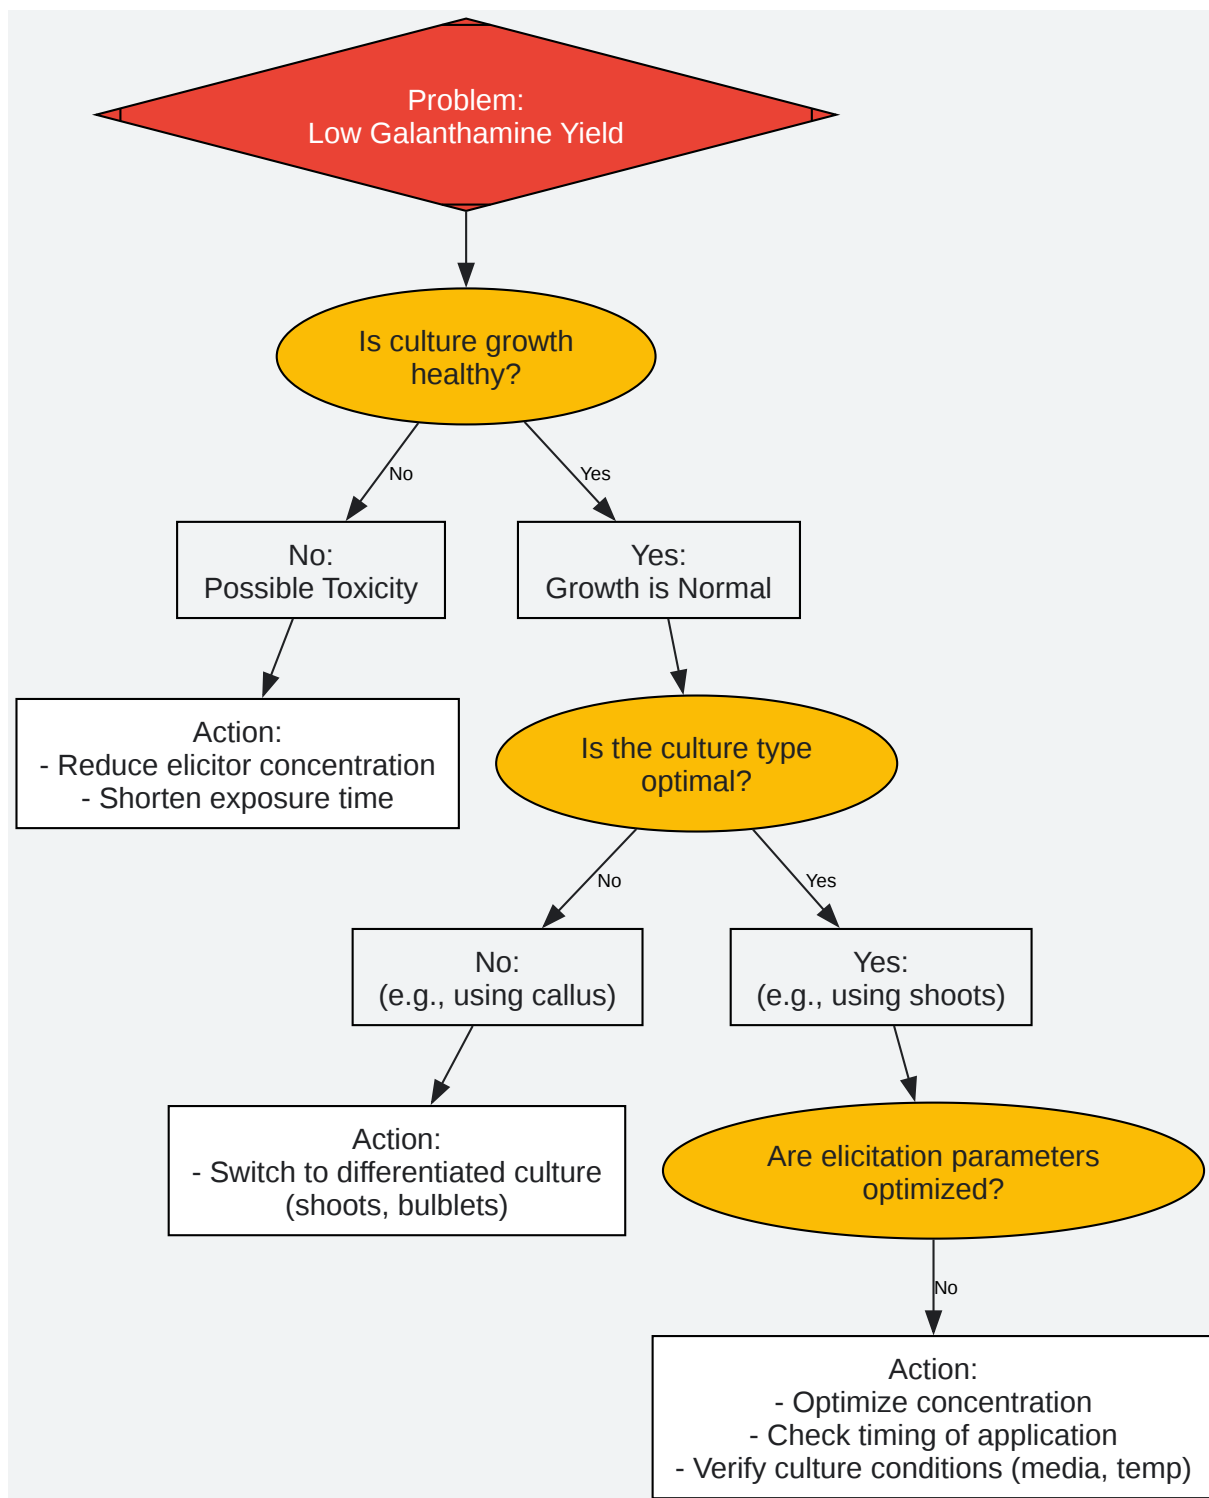 Problem:
Low Galanthamine Yield
Is culture growth
healthy?
No
Yes
No:
Possible Toxicity
Yes:
Growth is Normal
Action:
- Reduce elicitor concentration
- Shorten exposure time
Is the culture type
optimal?
No
Yes
No:
(e.g., using callus)
Yes:
(e.g., using shoots)
Action:
- Switch to differentiated culture
(shoots, bulblets)
Are elicitation parameters
optimized?
No
Action:
- Optimize concentration
- Check timing of application
- Verify culture conditions (media, temp)